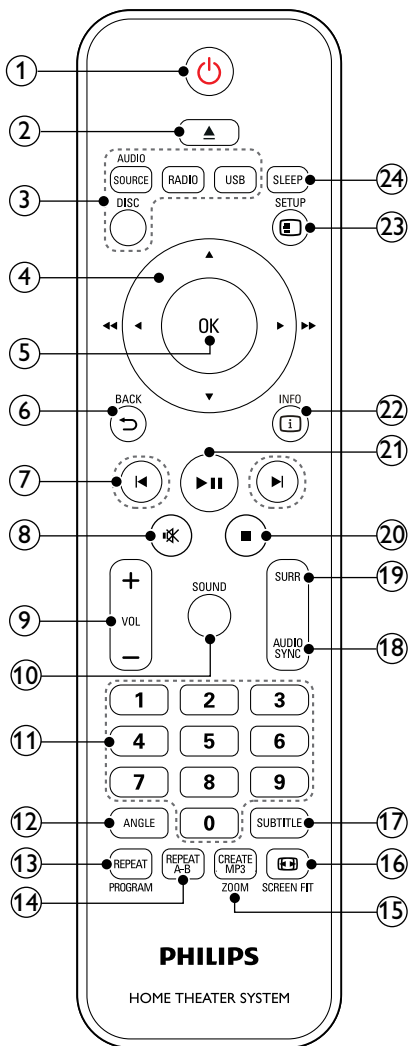 1
2
AUDIO
SOURCE RADIO USB SLEEP 24
3
DISC SETUP
23
4
OK
5
6 BACK INFO 22
21
7
8 20
+ SURR 19
9 VOL SOUND
− AUDIO SYNC 18
10
1 2 3
11 4 5 6
7 8 9
12 ANGLE 0 SUBTITLE 17
13 REPEAT REPEAT A-B CREATE MP3 16
PROGRAM ZOOM SCREEN FIT
14 15
PHILIPS
HOME THEATER SYSTEM